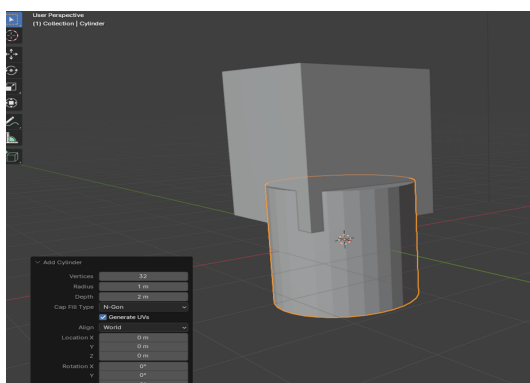 User Perspective
(1) Collection | Cylinder
Add Cylinder
Vertices 32
Radius 1 m
Depth 2 m
Cap Fill Type N-Gon
Generate UVs
Align World
Location X 0 m
Y 0 m
Z 0 m
Rotation X 0°
Y 0°